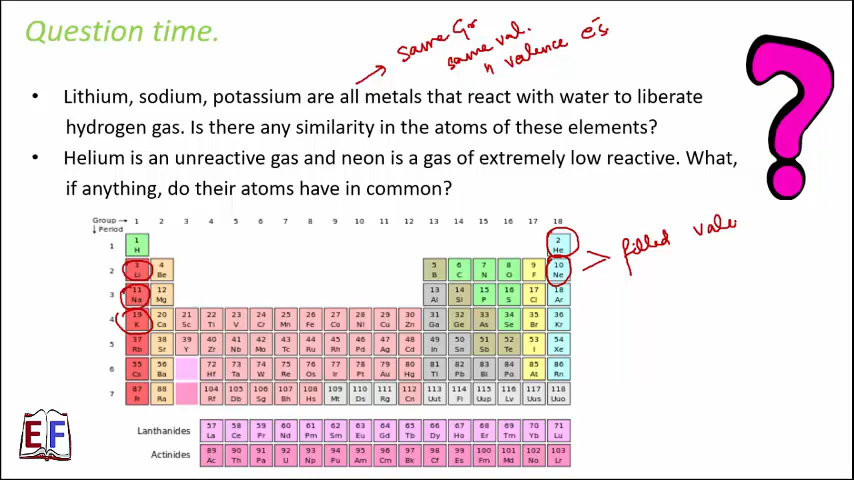 Question time.
Same Gr
same val.
n valence es
• Lithium, sodium, potassium are all metals that react with water to liberate
hydrogen gas. Is there any similarity in the atoms of these elements?
• Helium is an unreactive gas and neon is a gas of extremely low reactive. What,
if anything, do their atoms have in common?
Group → 1 2 3 4 5 6 7 8 9 10 11 12 13 14 15 16 17 18
↓ Period
1 1 2
H He
filled vale
2 3 4 5 6 7 8 9 10
Li Be B C N O F Ne
3 11 12 13 14 15 16 17 18
Na Mg Al Si P S Cl Ar
4 19 20 21 22 23 24 25 26 27 28 29 30 31 32 33 34 35 36
K Ca Sc Ti V Cr Mn Fe Co Ni Cu Zn Ga Ge As Se Br Kr
5 37 38 39 40 41 42 43 44 45 46 47 48 49 50 51 52 53 54
Rb Sr Y Zr Nb Mo Tc Ru Rh Pd Ag Cd In Sn Sb Te I Xe
6 55 56 72 73 74 75 76 77 78 79 80 81 82 83 84 85 86
Cs Ba Hf Ta W Re Os Ir Pt Au Hg Tl Pb Bi Po At Rn
7 87 88 104 105 106 107 108 109 110 111 112 113 114 115 116 117 118
Fr Ra Rf Db Sg Bh Hs Mt Ds Rg Cn Uut Fl Uup Lv Uus Uuo
Lanthanides 57 58 59 60 61 62 63 64 65 66 67 68 69 70 71
La Ce Pr Nd Pm Sm Eu Gd Tb Dy Ho Er Tm Yb Lu
Actinides 89 90 91 92 93 94 95 96 97 98 99 100 101 102 103
Ac Th Pa U Np Pu Am Cm Bk Cf Es Fm Md No Lr
EF